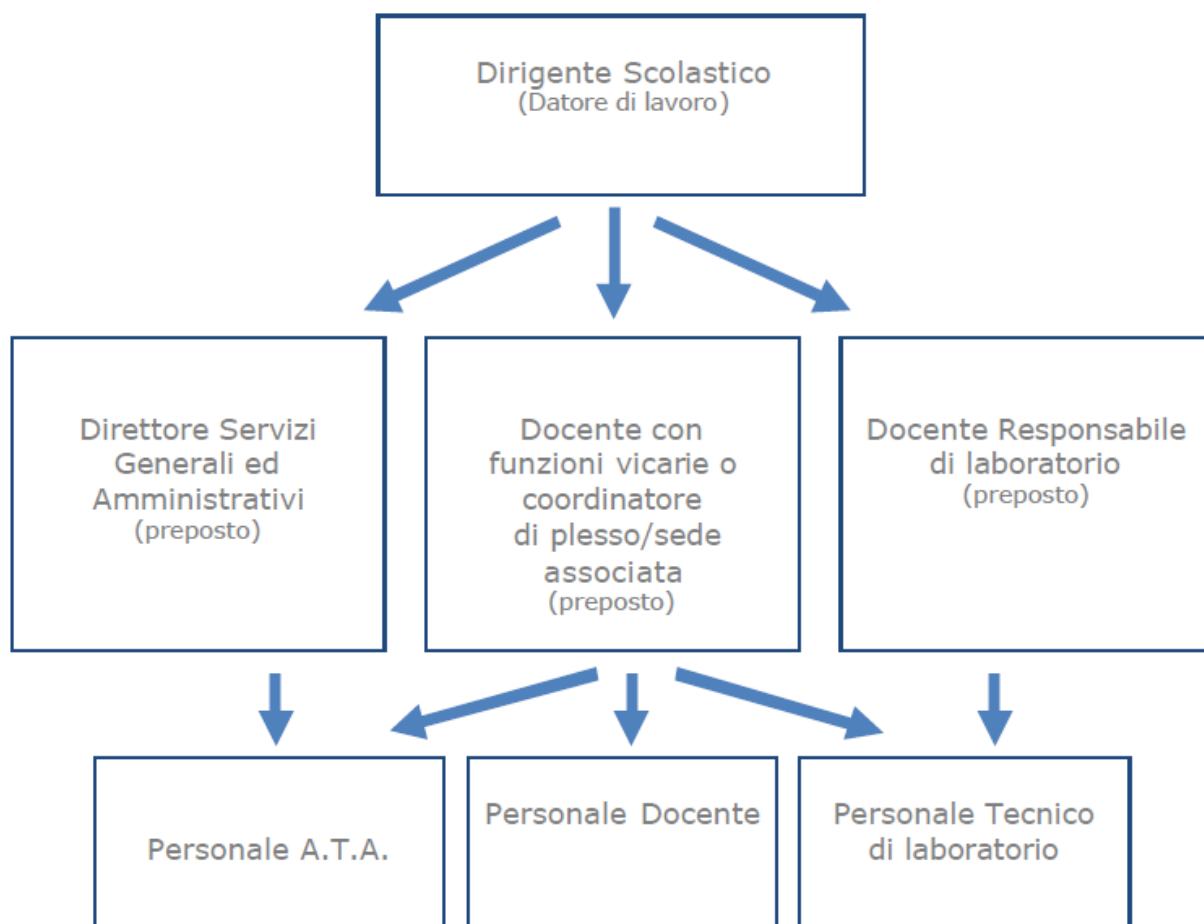 Dirigente Scolastico
(Datore di lavoro)
Direttore Servizi
Generali ed
Amministrativi
(preposto)
Docente con
funzioni vicarie o
coordinatore
di plesso/sede
associata
(preposto)
Docente Responsabile
di laboratorio
(preposto)
Personale A.T.A.
Personale Docente
Personale Tecnico
di laboratorio